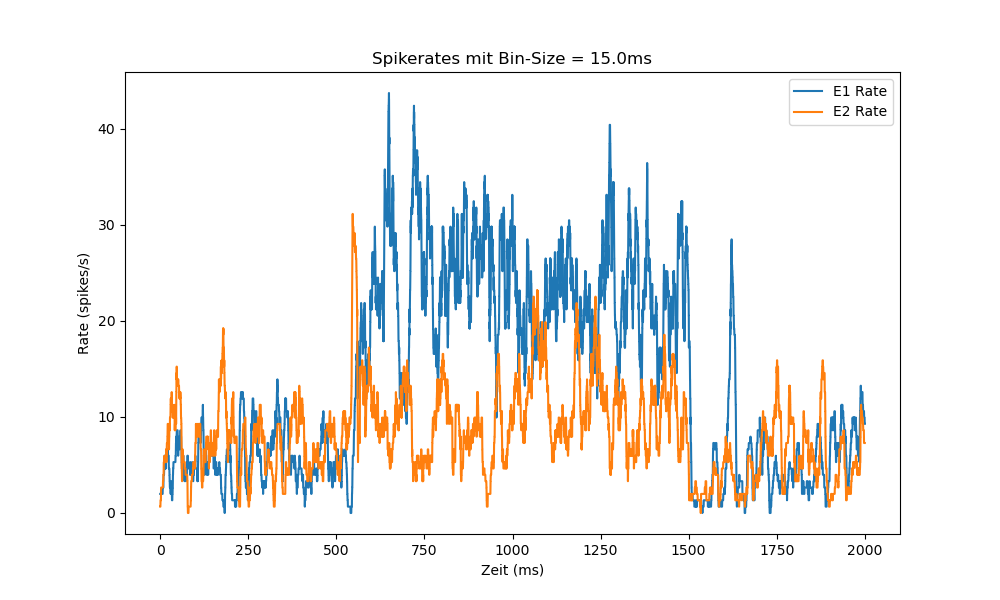 Spikerates mit Bin-Size = 15.0ms
E1 Rate
E2 Rate
Rate (spikes/s)
40
30
20
10
0
0 250 500 750 1000 1250 1500 1750 2000
Zeit (ms)